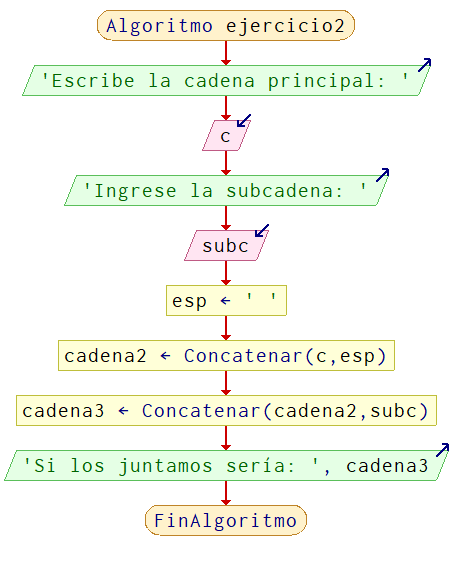 Algoritmo ejercicio2
'Escribe la cadena principal: '
c
'Ingrese la subcadena: '
subc
esp ← ' '
cadena2 ← Concatenar(c,esp)
cadena3 ← Concatenar(cadena2,subc)
'Si los juntamos sería: ', cadena3
FinAlgoritmo